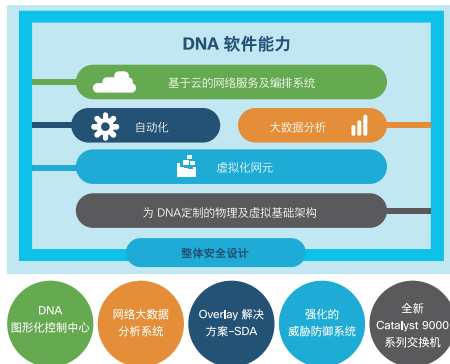 DNA 软件能力
基于云的网络服务及编排系统
自动化
大数据分析
虚拟化网元
为 DNA定制的物理及虚拟基础架构
整体安全设计
DNA
图形化控制中心
网络大数据
分析系统
Overlay 解决
方案-SDA
强化的
威胁防御系统
全新
Catalyst 9000
系列交换机